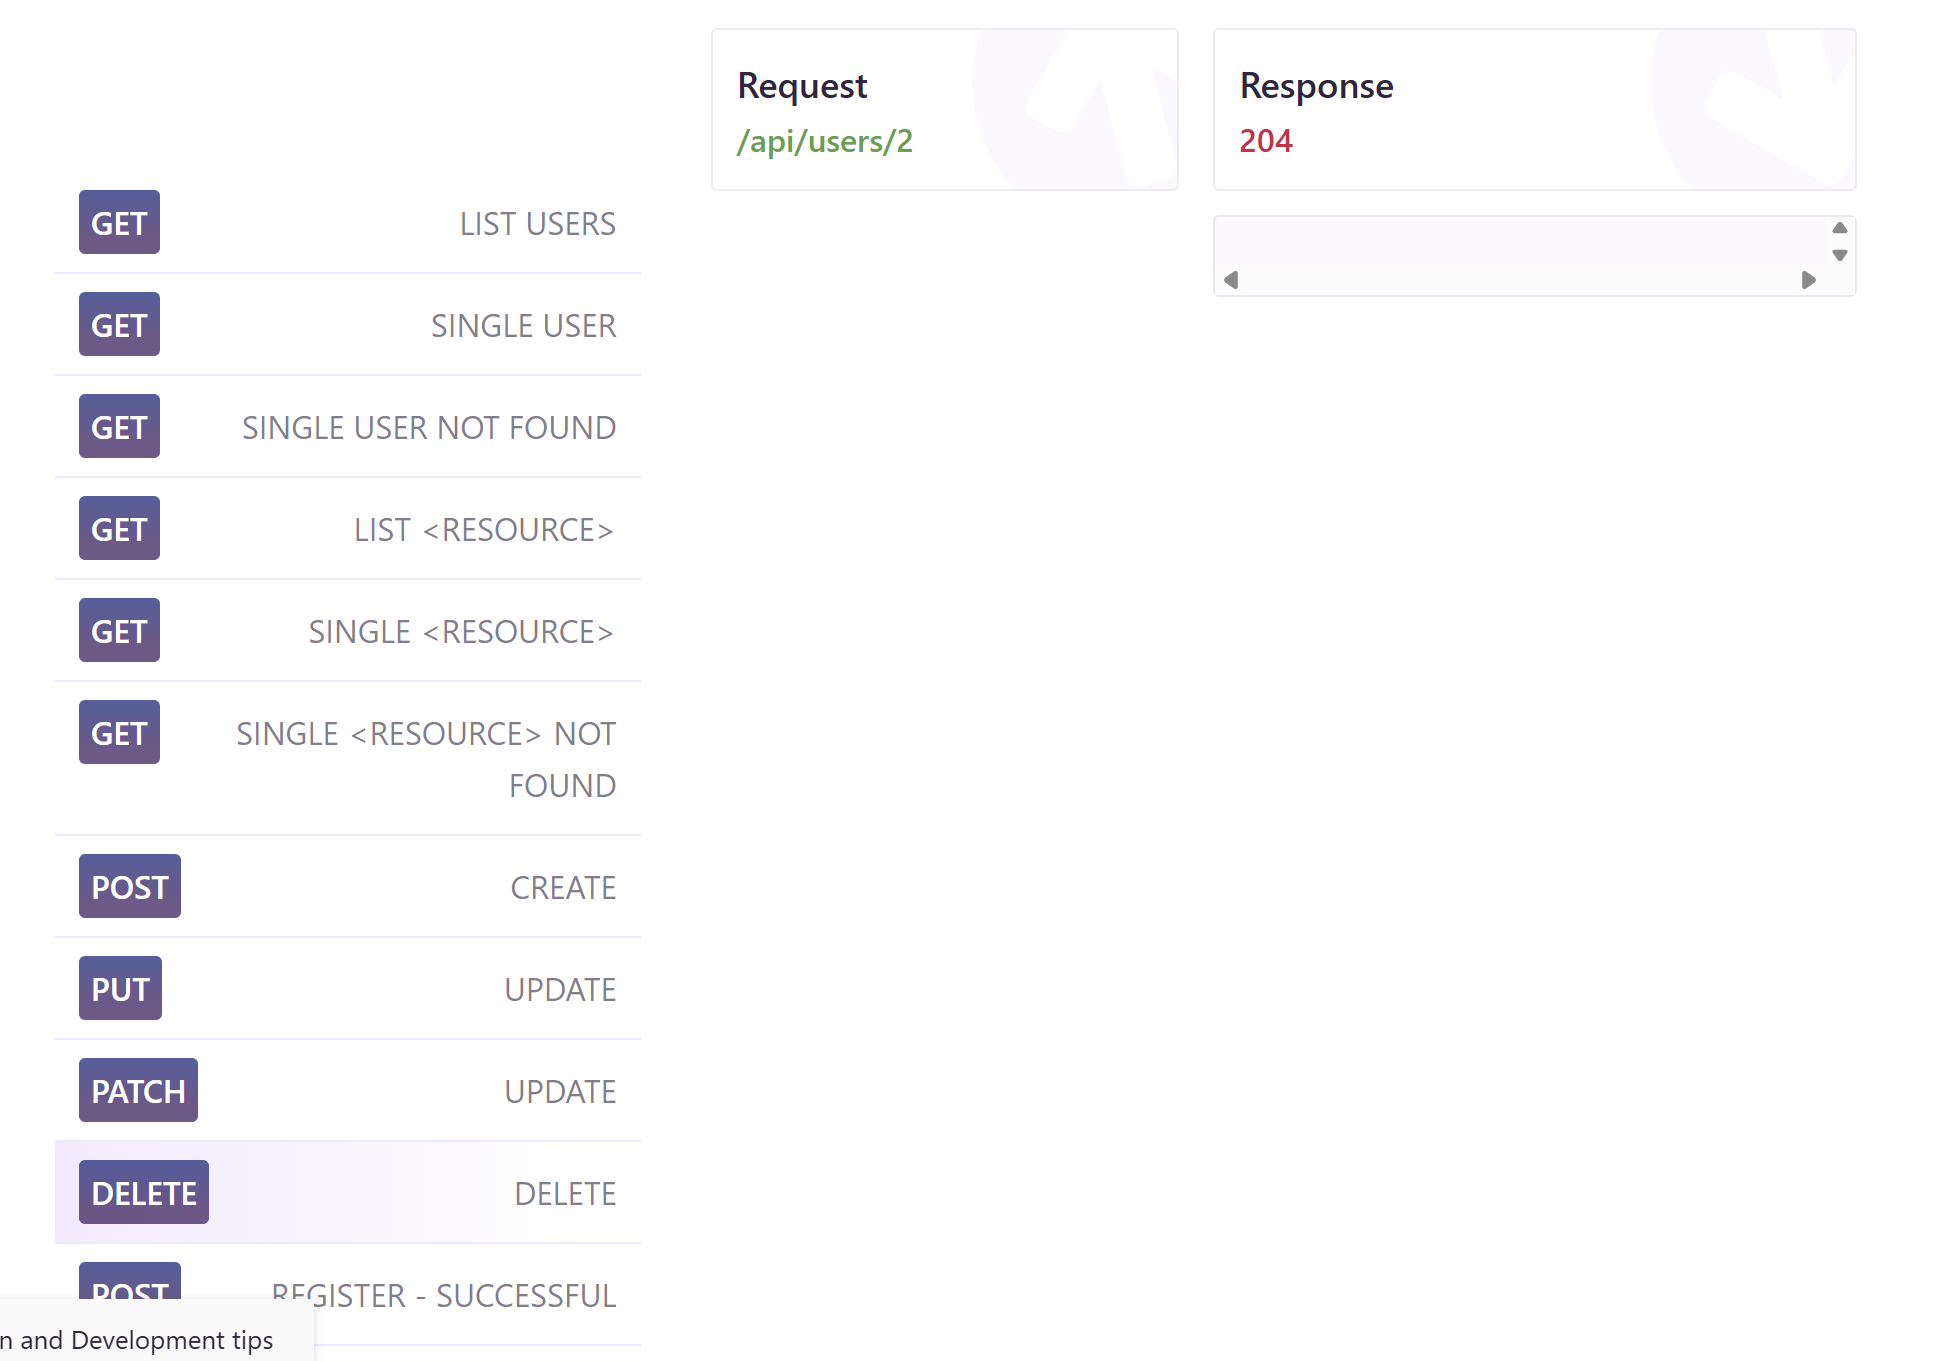 Request
/api/users/2
Response
204
GET LIST USERS
GET SINGLE USER
GET SINGLE USER NOT FOUND
GET LIST <RESOURCE>
GET SINGLE <RESOURCE>
GET SINGLE <RESOURCE> NOT
FOUND
POST CREATE
PUT UPDATE
PATCH UPDATE
DELETE DELETE
POST REGISTER - SUCCESSFUL
n and Development tips